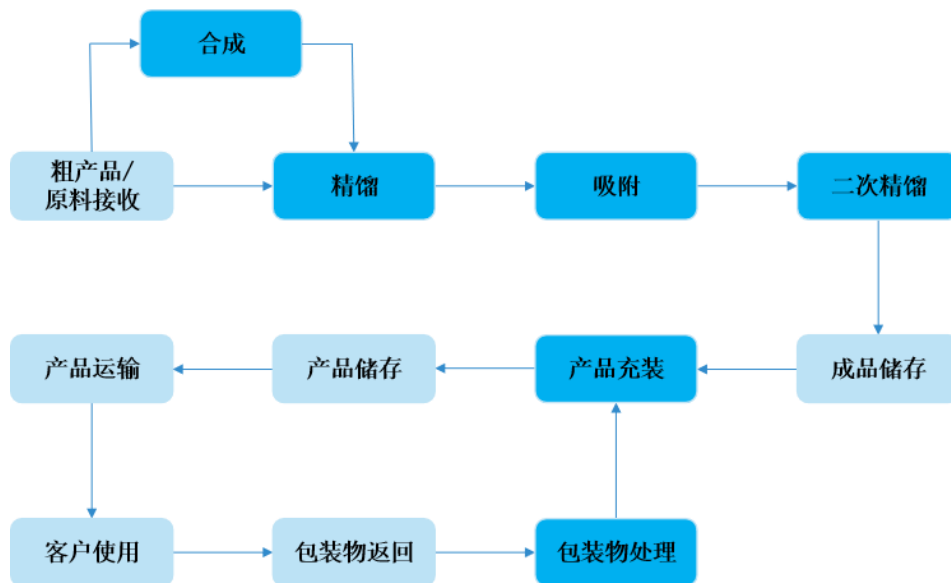 合成
粗产品/
原料接收
精馏
吸附
二次精馏
产品运输
产品储存
产品充装
成品储存
客户使用
包装物返回
包装物处理